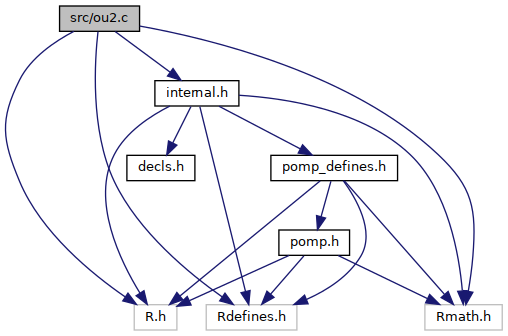 src/ou2.c
internal.h
decls.h
pomp_defines.h
pomp.h
R.h
Rdefines.h
Rmath.h